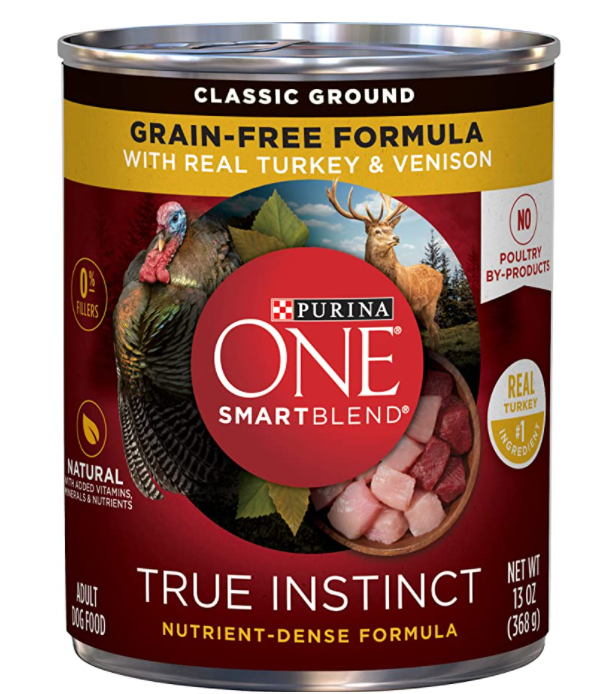 CLASSIC GROUND
GRAIN-FREE FORMULA
WITH REAL TURKEY & VENISON
NO
POULTRY
BY-PRODUCTS
0%
FILLERS
PURINA
ONE®
SMARTBLEND®
REAL
TURKEY
#1
INGREDIENT
NATURAL
WITH ADDED VITAMINS,
MINERALS & NUTRIENTS
TRUE INSTINCT
NUTRIENT-DENSE FORMULA
ADULT
DOG FOOD
NET WT
13 OZ
(368 g)